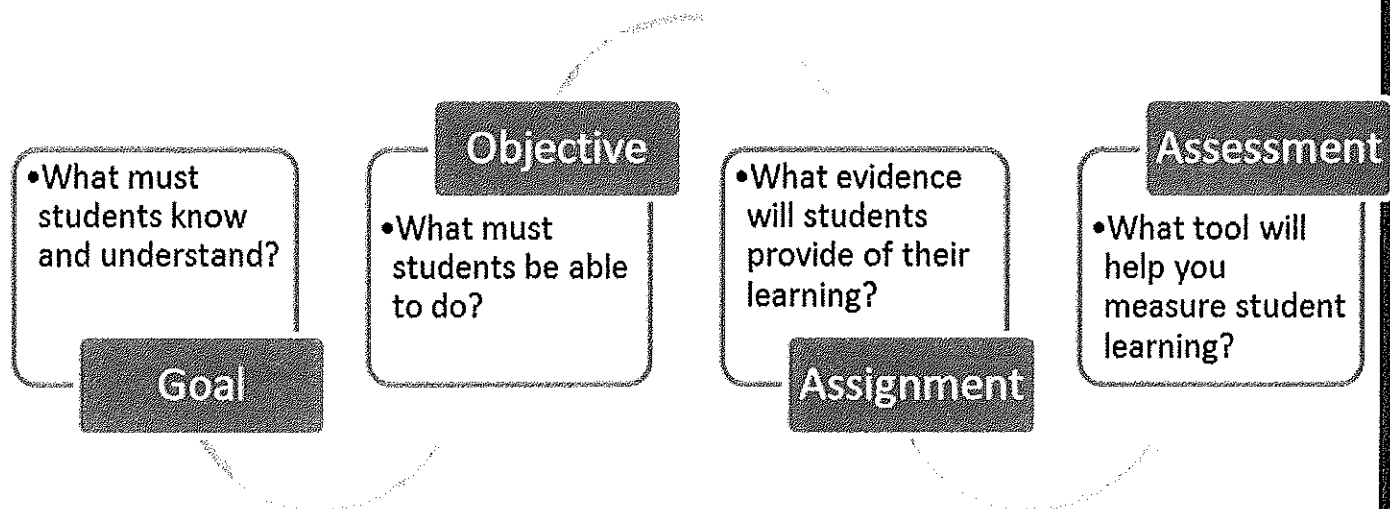 •What must
students know
and understand?
Goal
Objective
•What must
students be able
to do?
•What evidence
will students
provide of their
learning?
Assignment
Assessment
•What tool will
help you
measure student
learning?